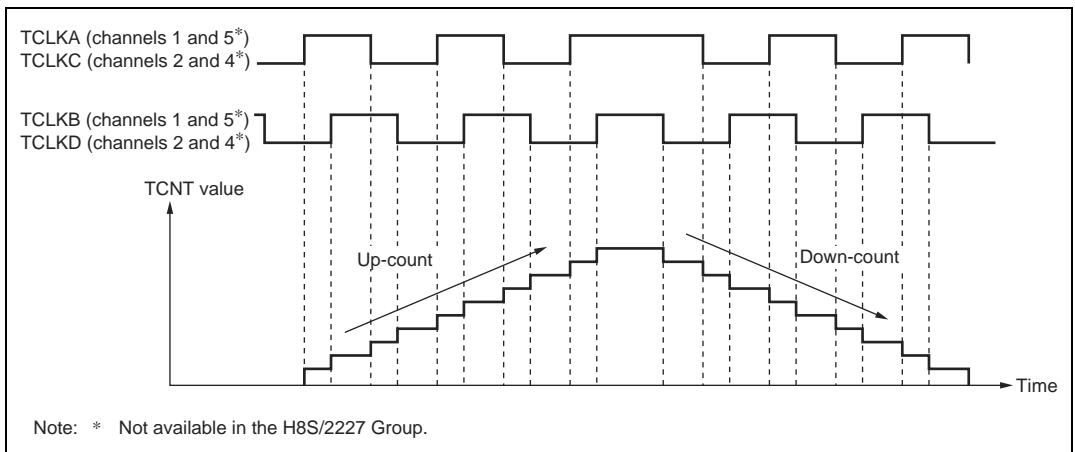 TCLKA (channels 1 and 5*)
TCLKC (channels 2 and 4*)
TCLKB (channels 1 and 5*)
TCLKD (channels 2 and 4*)
TCNT value
Up-count
Down-count
Time
Note: * Not available in the H8S/2227 Group.